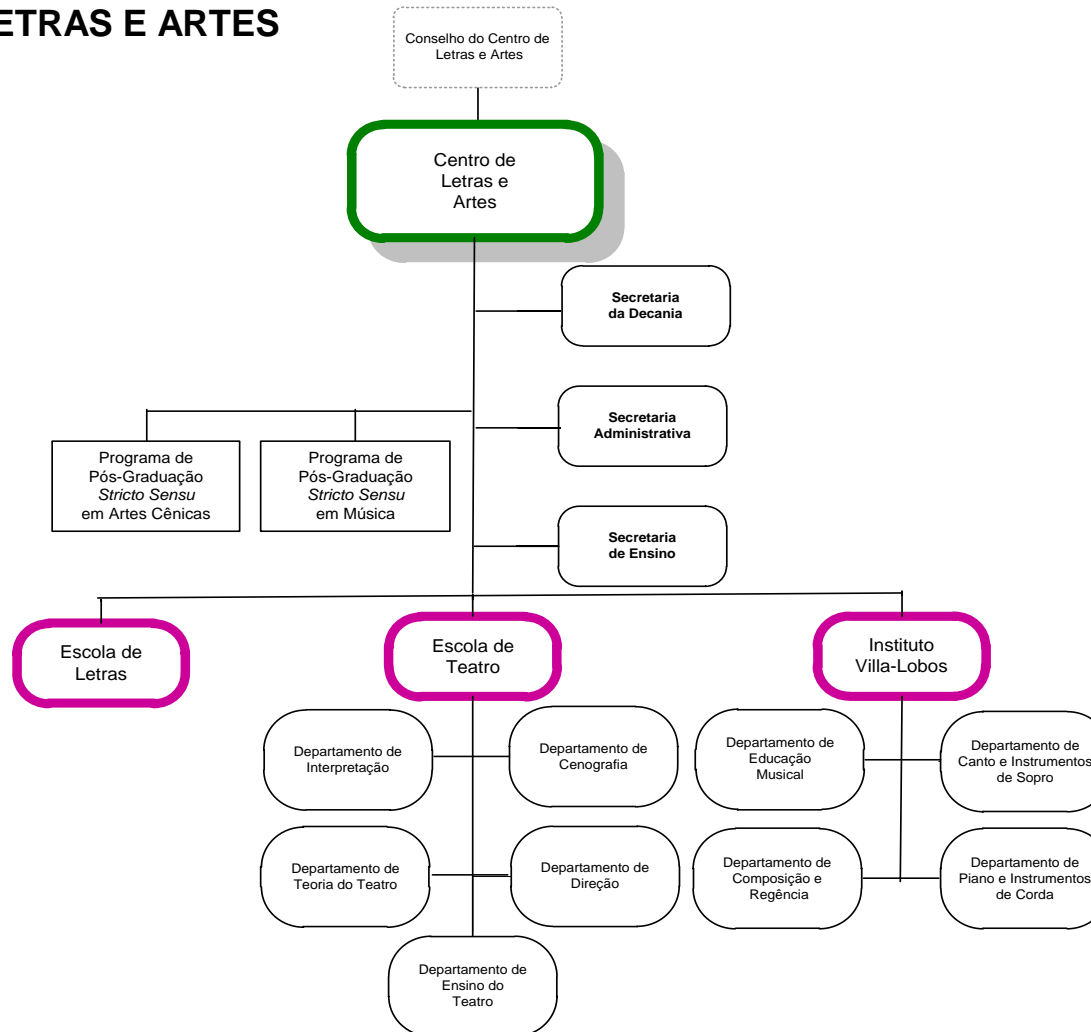 ETRAS E ARTES
Conselho do Centro de
Letras e Artes
Centro de
Letras e
Artes
Secretaria
da Decania
Secretaria
Administrativa
Programa de
Pós-Graduação
Stricto Sensu
em Artes Cênicas
Programa de
Pós-Graduação
Stricto Sensu
em Música
Secretaria
de Ensino
Escola de
Letras
Escola de
Teatro
Instituto
Villa-Lobos
Departamento de
Interpretação
Departamento de
Cenografia
Departamento de
Educação
Musical
Departamento de
Canto e Instrumentos
de Sopro
Departamento de
Teoria do Teatro
Departamento de
Direção
Departamento de
Composição e
Regência
Departamento de
Piano e Instrumentos
de Corda
Departamento de
Ensino do
Teatro